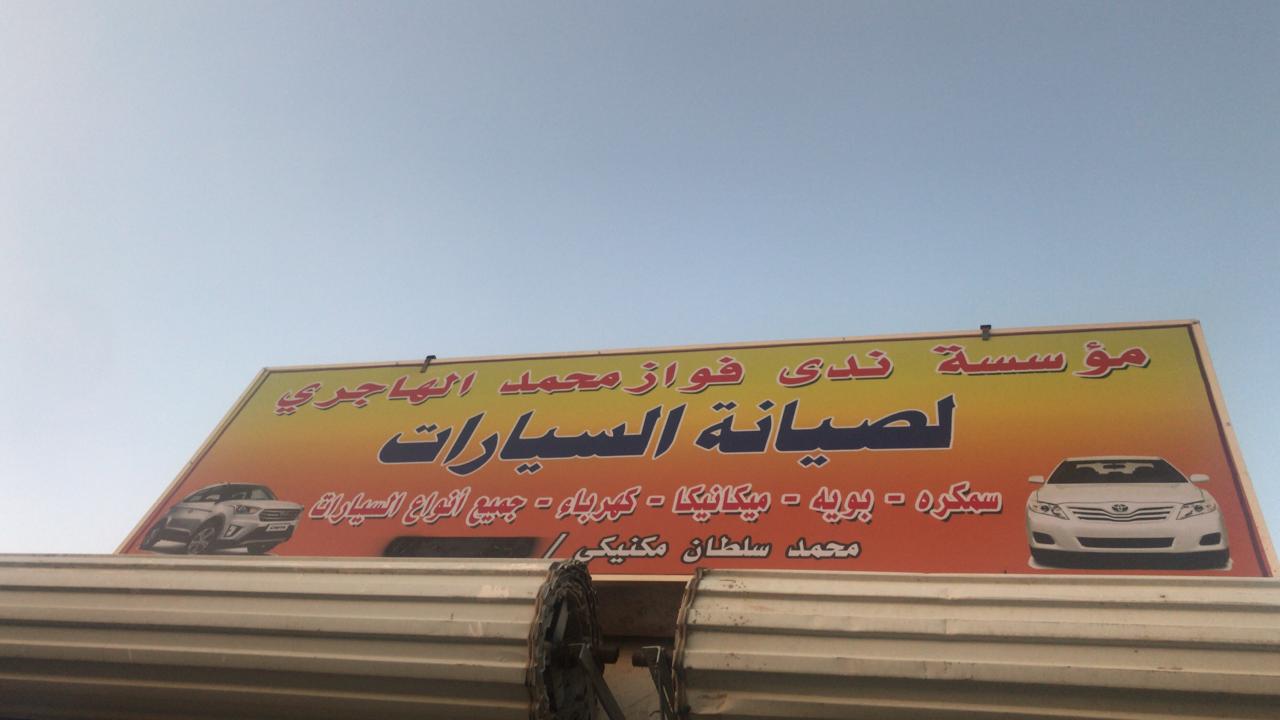 مؤسسة ندى فواز محمد الهاجري
لصيانة السيارات
سمكره - بويه - ميكانيكا - كهرباء - جميع أنواع السيارات
محمد سلطان مكنيكي /